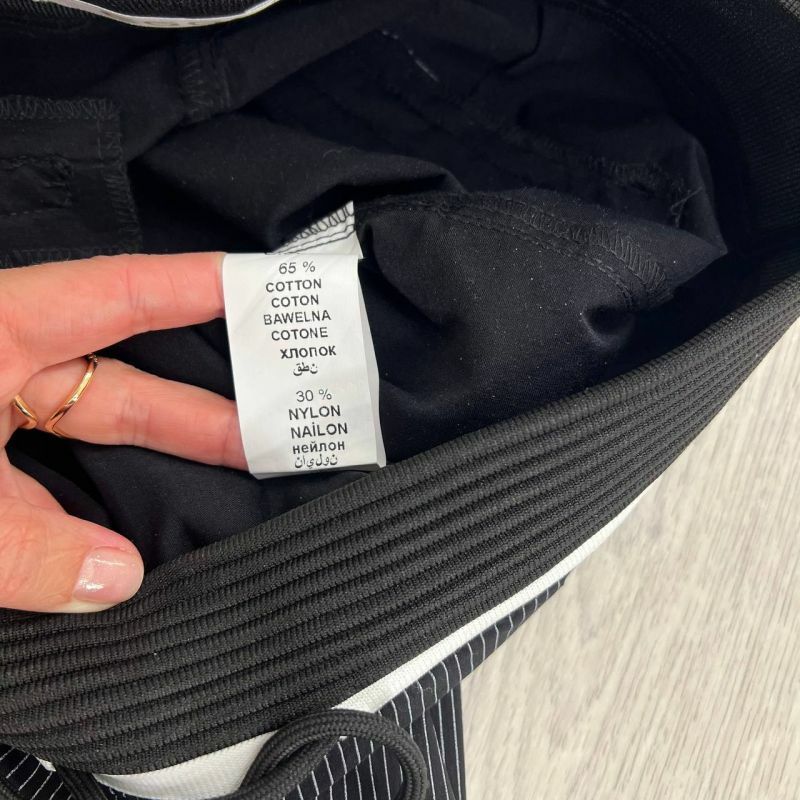 65 %
COTTON
COTON
BAWELNA
COTONE
хлопок
قطن
30 %
NYLON
NAİLON
нейлон
نايلون